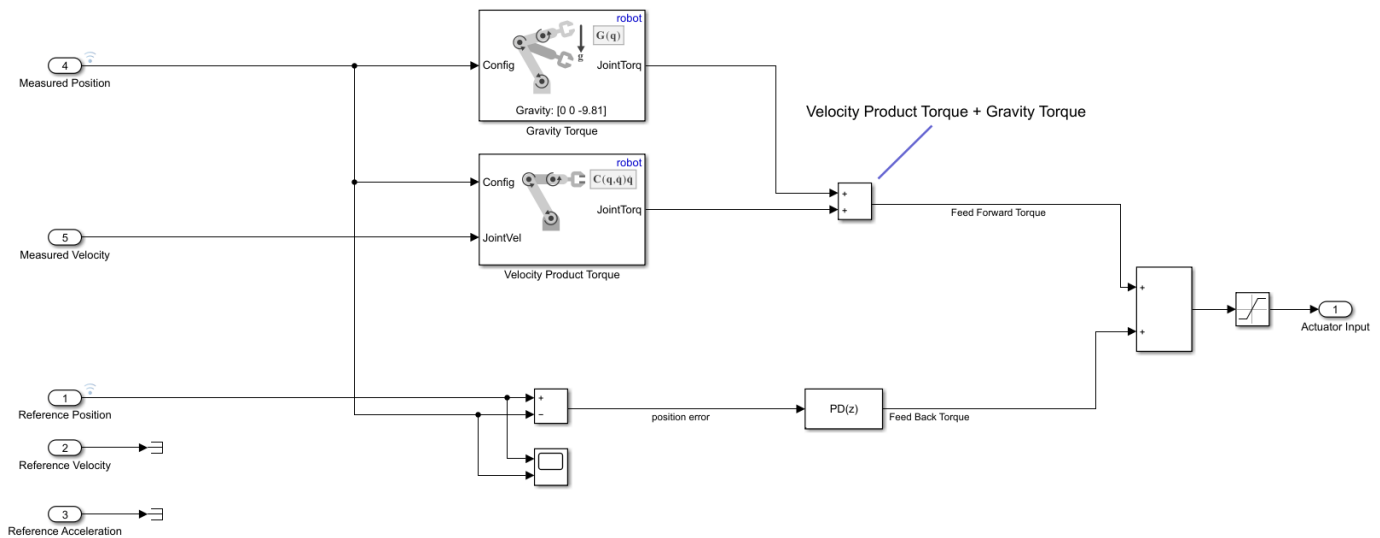 robot
G(q)
g
4
Measured Position
Config
JointTorq
Gravity: [0 0 -9.81]
Gravity Torque
Velocity Product Torque + Gravity Torque
robot
C(q,q̇)q̇
Config
JointTorq
JointVel
Velocity Product Torque
5
Measured Velocity
+
+
Feed Forward Torque
+
+
1
Actuator Input
1
Reference Position
+
−
position error
PD(z)
Feed Back Torque
2
Reference Velocity
3
Reference Acceleration